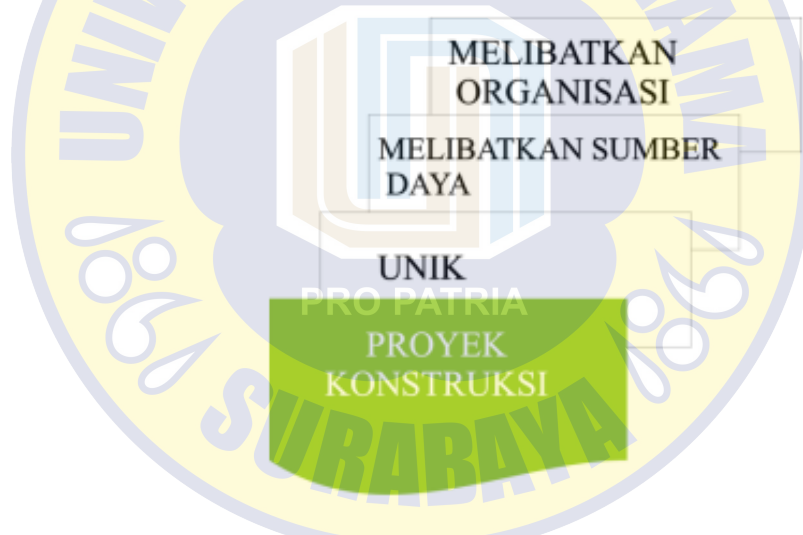 MELIBATKAN
ORGANISASI
MELIBATKAN SUMBER
DAYA
UNIK
PRO PATRIA
PROYEK
KONSTRUKSI
SURABAYA